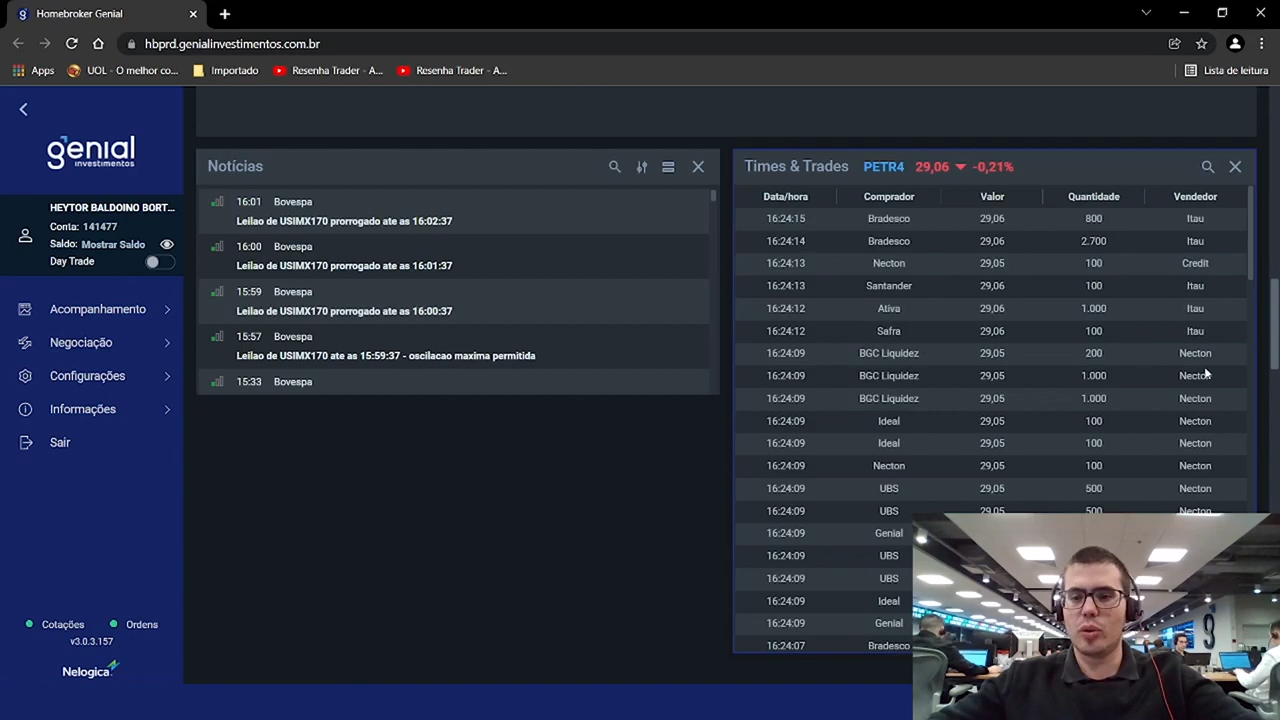 Homebroker Genial
hbprd.genialinvestimentos.com.br
Apps
UOL - O melhor co...
Importado
Resenha Trader - A...
Resenha Trader - A...
Lista de leitura
genial
investimentos
HEYTOR BALDOINO BORT...
Conta: 141477
Saldo: Mostrar Saldo
Day Trade
Acompanhamento
Negociação
Configurações
Informações
Sair
Cotações Ordens
v3.0.3.157
Nelogica
Notícias
16:01 Bovespa
Leilao de USIMX170 prorrogado ate as 16:02:37
16:00 Bovespa
Leilao de USIMX170 prorrogado ate as 16:01:37
15:59 Bovespa
Leilao de USIMX170 prorrogado ate as 16:00:37
15:57 Bovespa
Leilao de USIMX170 ate as 15:59:37 - oscilacao maxima permitida
15:33 Bovespa
Times & Trades PETR4 29,06 -0,21%
Data/hora Comprador Valor Quantidade Vendedor
16:24:15 Bradesco 29,06 800 Itau
16:24:14 Bradesco 29,06 2.700 Itau
16:24:13 Necton 29,05 100 Credit
16:24:13 Santander 29,06 100 Itau
16:24:12 Ativa 29,06 1.000 Itau
16:24:12 Safra 29,06 100 Itau
16:24:09 BGC Liquidez 29,05 200 Necton
16:24:09 BGC Liquidez 29,05 1.000 Necton
16:24:09 BGC Liquidez 29,05 1.000 Necton
16:24:09 Ideal 29,05 100 Necton
16:24:09 Ideal 29,05 100 Necton
16:24:09 Necton 29,05 100 Necton
16:24:09 UBS 29,05 500 Necton
16:24:09 UBS 29,05 500 Necton
16:24:09 Genial
16:24:09 UBS
16:24:09 UBS
16:24:09 Ideal
16:24:09 Genial
16:24:07 Bradesco